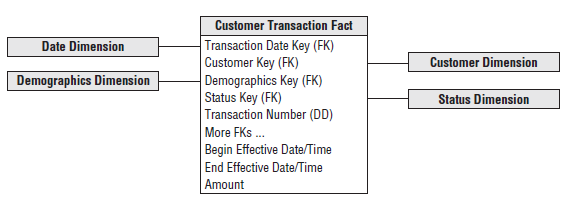 Customer Transaction Fact
Date Dimension
Transaction Date Key (FK)
Customer Key (FK)
Customer Dimension
Demographics Dimension
Demographics Key (FK)
Status Key (FK)
Status Dimension
Transaction Number (DD)
More FKs ...
Begin Effective Date/Time
End Effective Date/Time
Amount